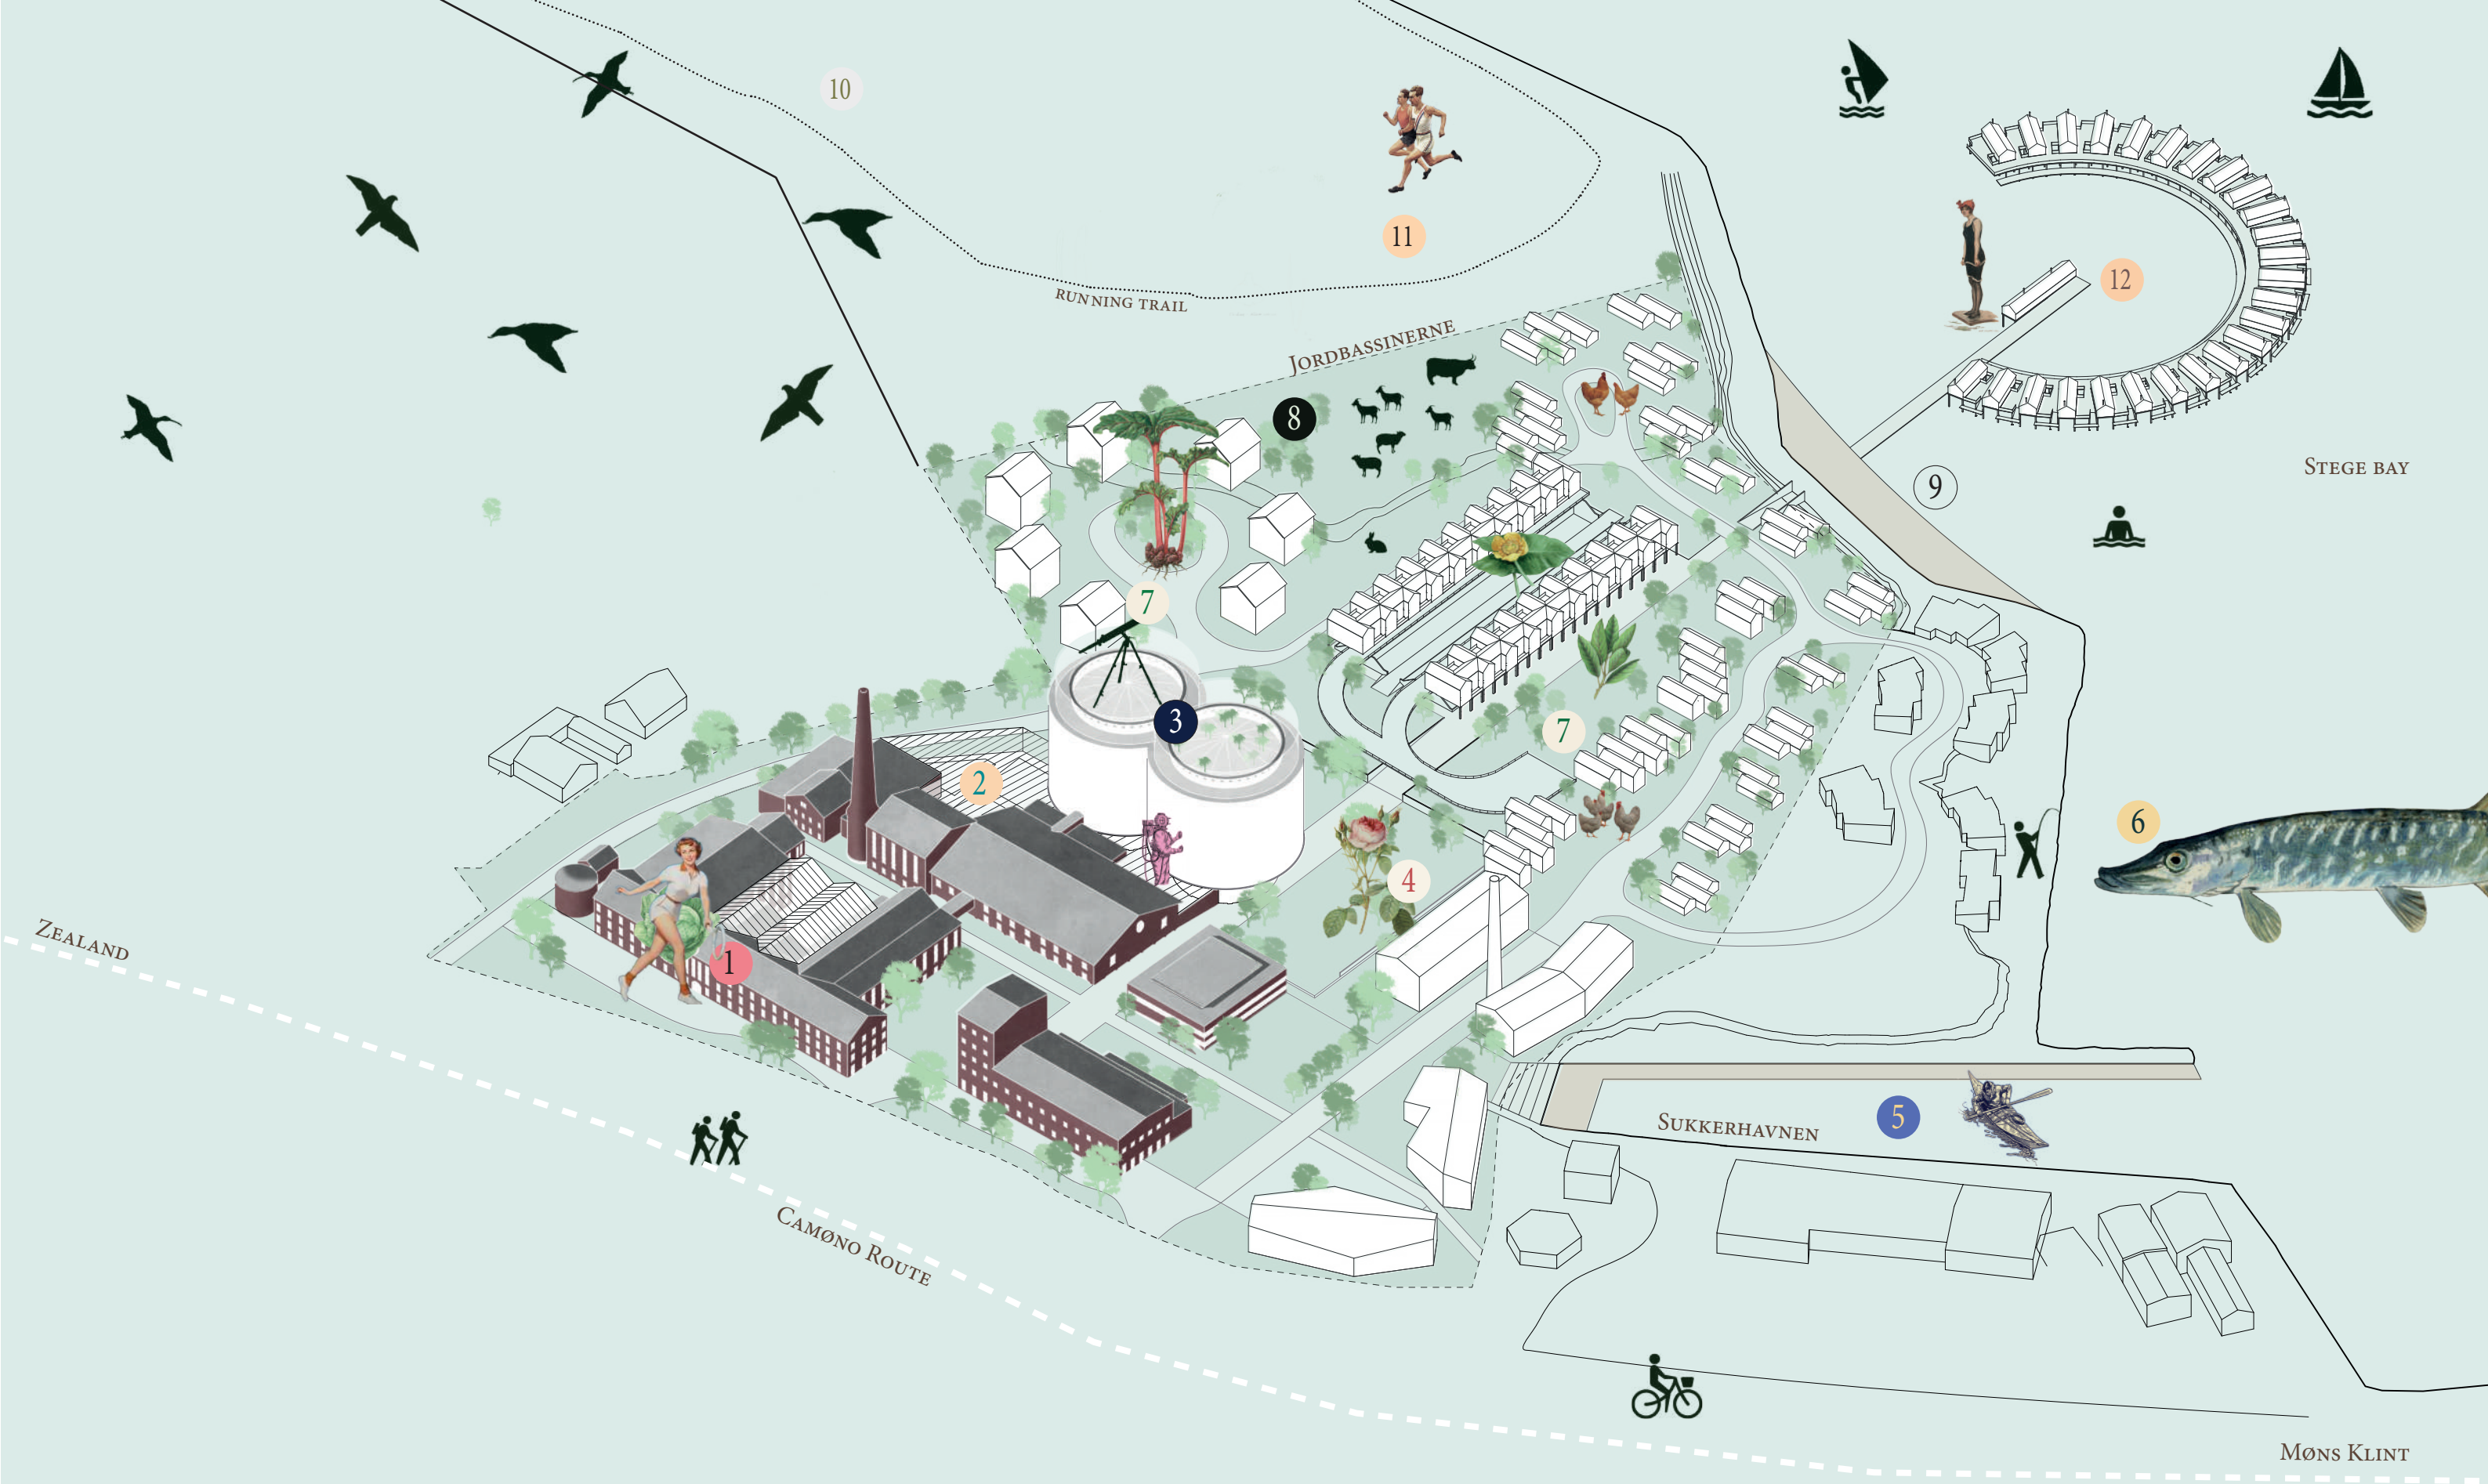 10
11
12
RUNNING TRAIL
JORDBASSINERNE
8
STEGE BAY
9
7
3
7
2
6
4
ZEALAND
1
5
SUKKERHAVNEN
CAMØNO ROUTE
MØNS KLINT